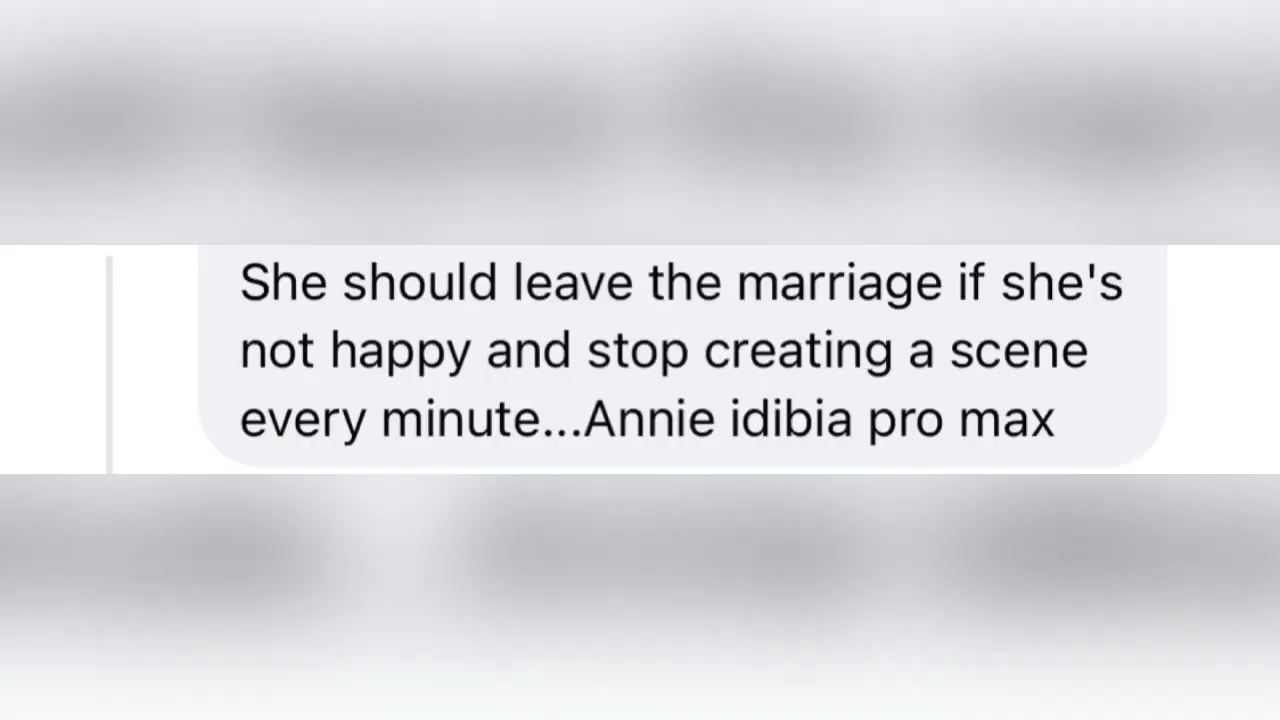 She should leave the marriage if she's
not happy and stop creating a scene
every minute...Annie idibia pro max